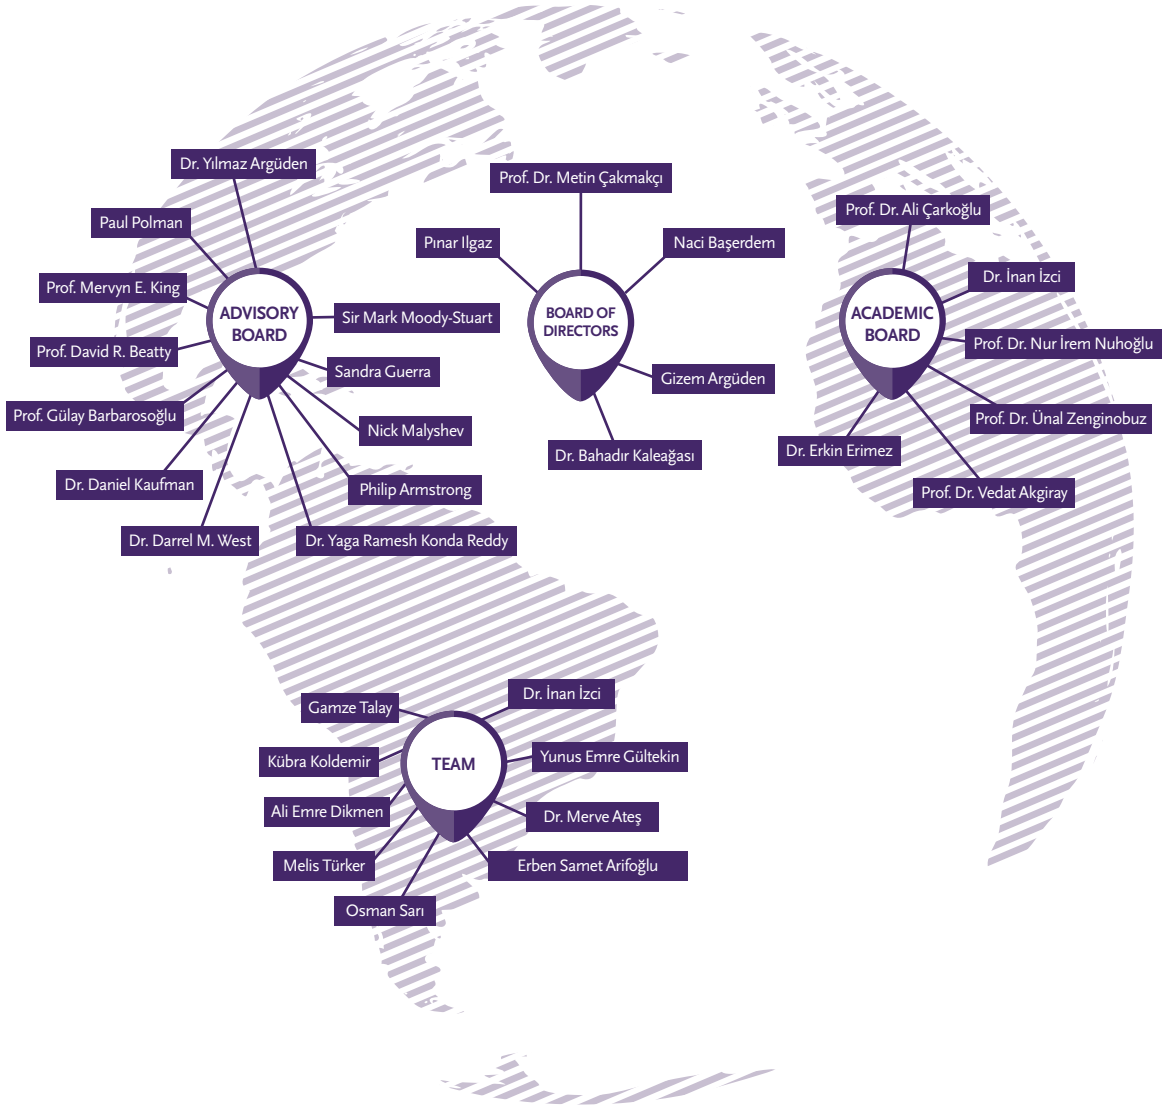 Dr. Yılmaz Argüden
Paul Polman
Prof. Mervyn E. King
Prof. David R. Beatty
Prof. Gülay Barbarosoğlu
Dr. Daniel Kaufman
Dr. Darrel M. West
ADVISORY
BOARD
Sir Mark Moody-Stuart
Sandra Guerra
Nick Malyshev
Philip Armstrong
Dr. Yaga Ramesh Konda Reddy
Prof. Dr. Metin Çakmakçı
Pınar Ilgaz
Naci Başerdem
BOARD OF
DIRECTORS
Gizem Argüden
Dr. Bahadır Kaleağası
Prof. Dr. Ali Çarkoğlu
Dr. İnan İzci
ACADEMIC
BOARD
Prof. Dr. Nur İrem Nuhoğlu
Prof. Dr. Ünal Zenginobuz
Dr. Erkin Erimez
Prof. Dr. Vedat Akgiray
Gamze Talay
Dr. İnan İzci
Kübra Koldemir
TEAM
Yunus Emre Gültekin
Ali Emre Dikmen
Dr. Merve Ateş
Melis Türker
Erben Samet Arifoğlu
Osman Sarı